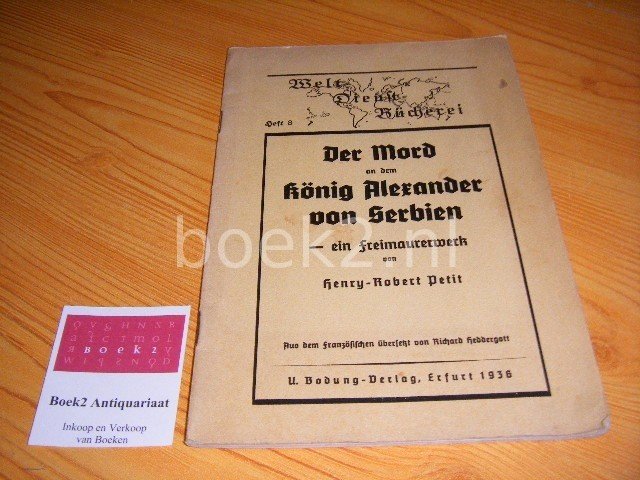 Welt-
Dienst-
Bücherei
Heft 8
Der Mord
an dem
König Alexander
von Serbien
— ein Freimaurerwerk
von
Henry-Robert Petit
Aus dem Französischen übersetzt von Richard Heddergott
U. Bodung-Verlag, Erfurt 1936
boek2.nl
BOEK2
Boek2 Antiquariaat
Inkoop en Verkoop
van Boeken